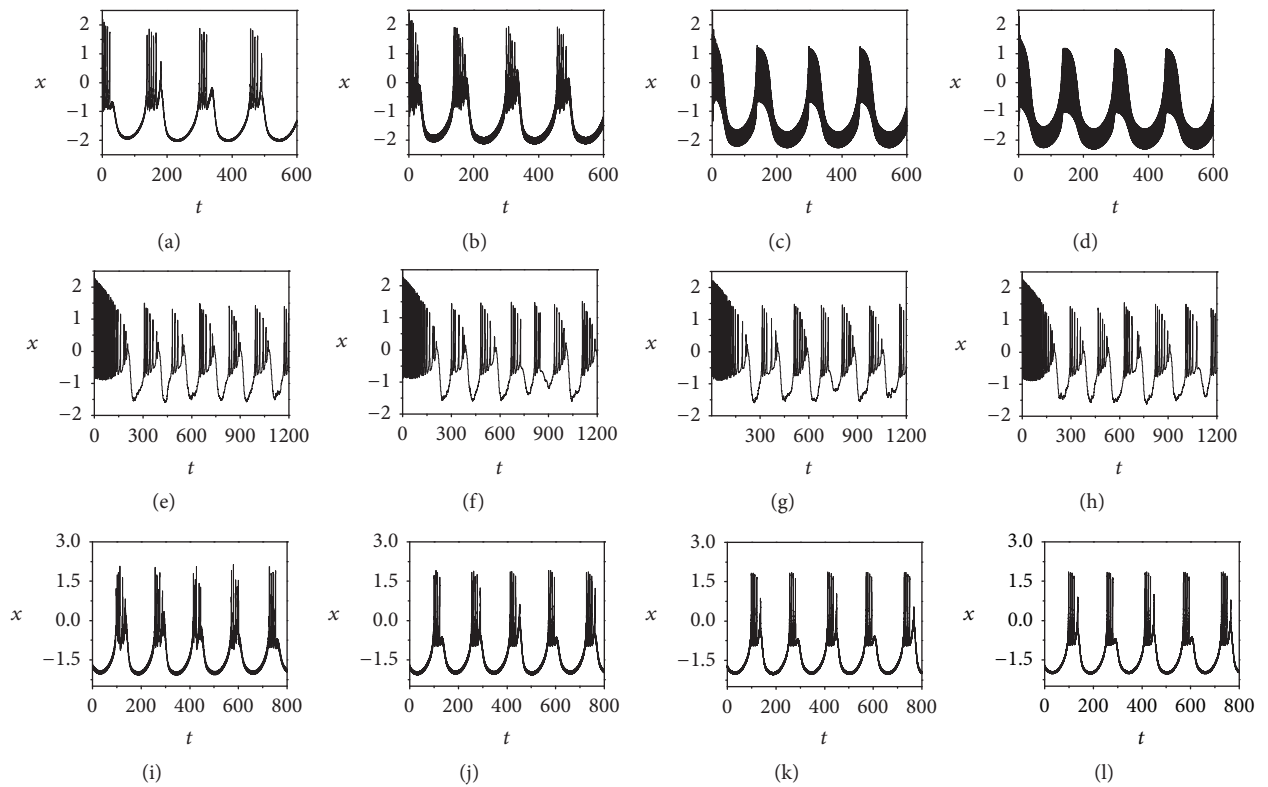 2 2 2 2
1 1 1 1
x 0 x 0 x 0 x 0
−1 −1 −1 −1
−2 −2 −2 −2
0 200 400 600 0 200 400 600 0 200 400 600 0 200 400 600
t t t t
(a) (b) (c) (d)
2 2 2 2
1 1 1 1
x 0 x 0 x 0 x 0
−1 −1 −1 −1
−2 −2 −2 −2
0 300 600 900 1200 0 300 600 900 1200 300 600 900 1200 0 300 600 900 1200
t t t t
(e) (f) (g) (h)
3.0 3.0 3.0 3.0
1.5 1.5 1.5 1.5
x 0.0 x 0.0 x 0.0 x 0.0
−1.5 −1.5 −1.5 −1.5
0 200 400 600 800 0 200 400 600 800 0 200 400 600 800 0 200 400 600 800
t t t t
(i) (j) (k) (l)